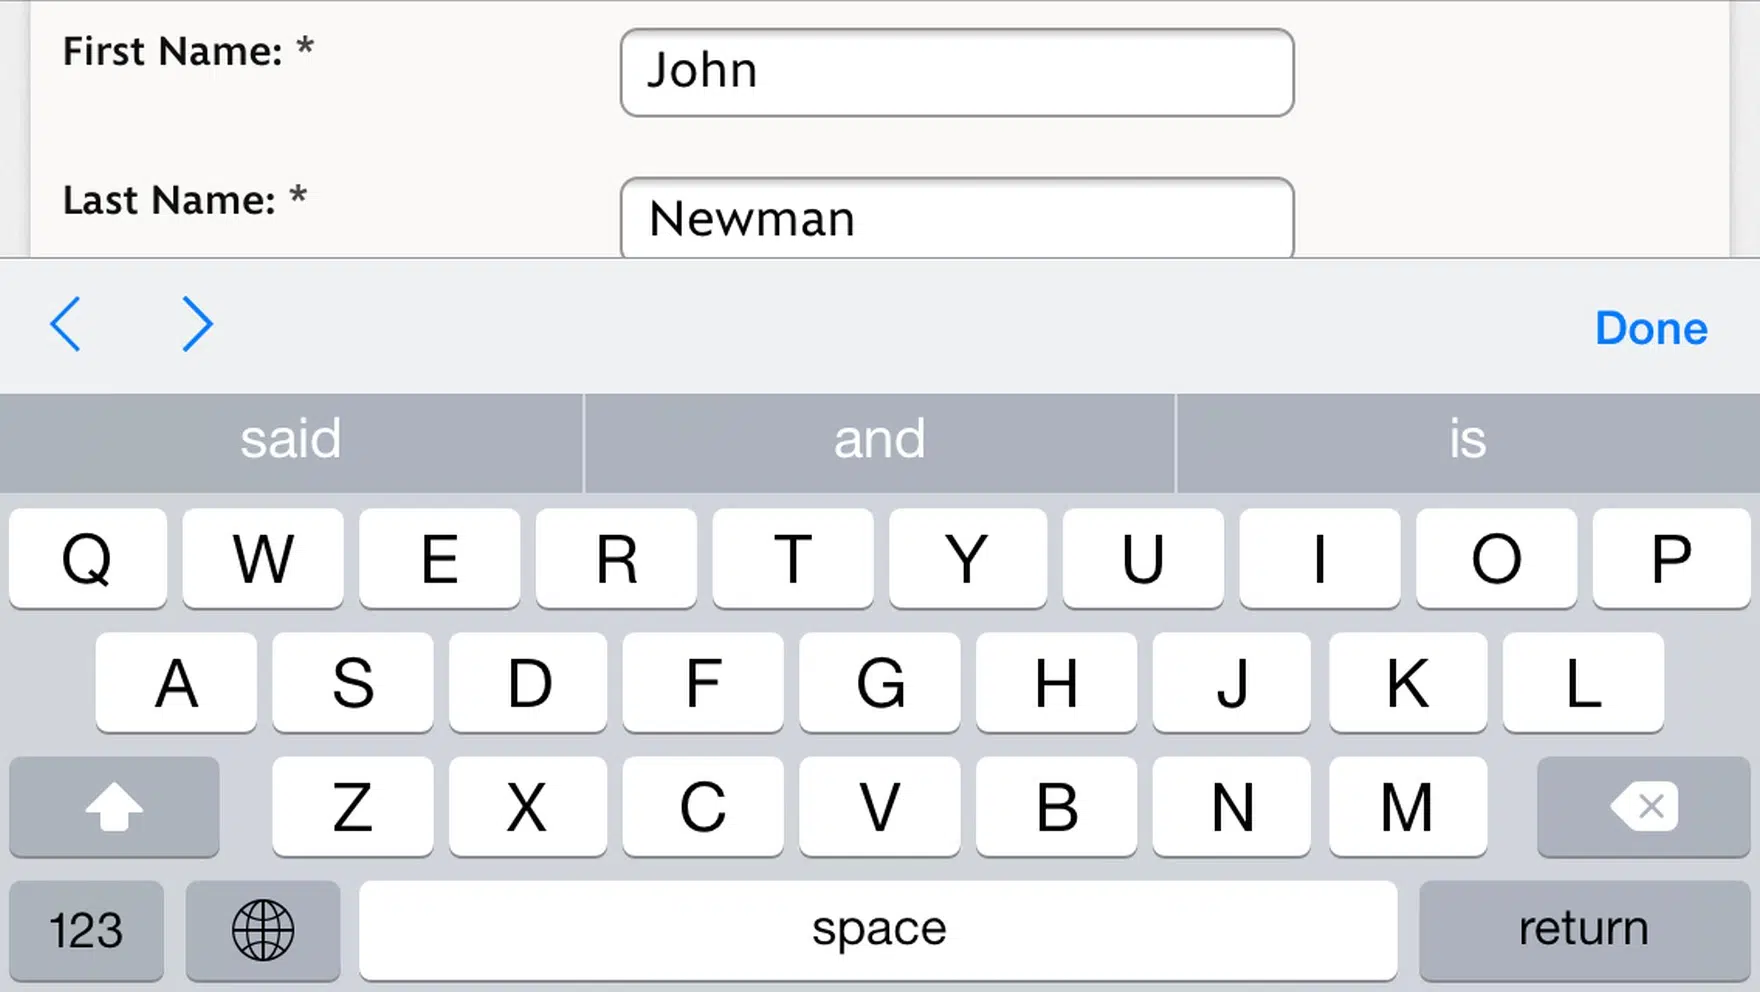 First Name: * John
Last Name: * Newman
Done
said and is
Q W E R T Y U I O P
A S D F G H J K L
Z X C V B N M
123 space return